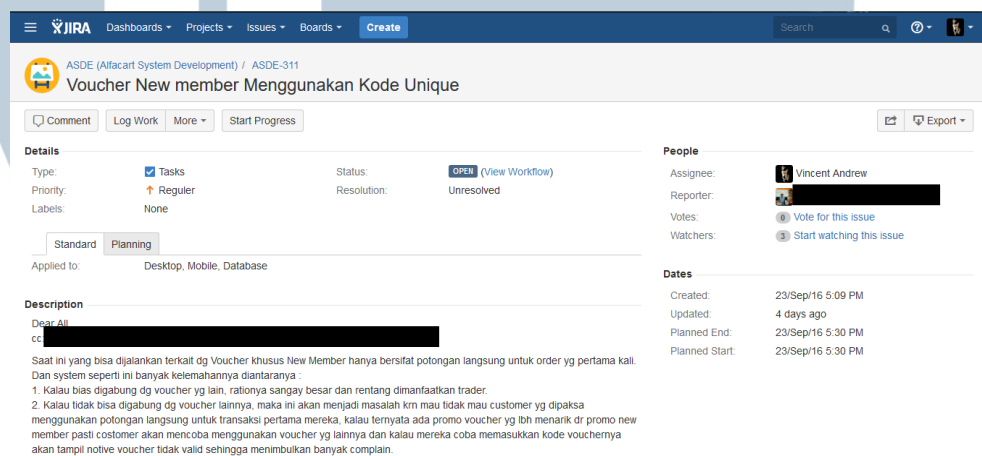 JIRA Dashboards Projects Issues Boards Create Search
ASDE (Alfacart System Development) / ASDE-311
Voucher New member Menggunakan Kode Unique
Comment Log Work More Start Progress Export
Details
Type: Tasks Status: OPEN (View Workflow)
Priority: Reguler Resolution: Unresolved
Labels: None
Standard Planning
Applied to: Desktop, Mobile, Database
Description
Dear All
cc:
Saat ini yang bisa dijalankan terkait dg Voucher khusus New Member hanya bersifat potongan langsung untuk order yg pertama kali.
Dan system seperti ini banyak kelemahannya diantaranya :
1. Kalau bias digabung dg voucher yg lain, rationya sangay besar dan rentang dimanfaatkan trader.
2. Kalau tidak bisa digabung dg voucher lainnya, maka ini akan menjadi masalah krn mau tidak mau customer yg dipaksa
menggunakan potongan langsung untuk transaksi pertama mereka, kalau ternyata ada promo voucher yg lbh menarik dr promo new
member pasti costomer akan mencoba menggunakan voucher yg lainnya dan kalau mereka coba memasukkan kode vouchernya
akan tampil notive voucher tidak valid sehingga menimbulkan banyak complain.
People
Assignee: Vincent Andrew
Reporter:
Votes: 0 Vote for this issue
Watchers: 3 Start watching this issue
Dates
Created: 23/Sep/16 5:09 PM
Updated: 4 days ago
Planned End: 23/Sep/16 5:30 PM
Planned Start: 23/Sep/16 5:30 PM